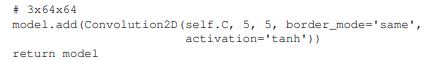 # 3x64x64
model.add(Convolution2D(self.C, 5, 5, border_mode='same',
                        activation='tanh'))
return model